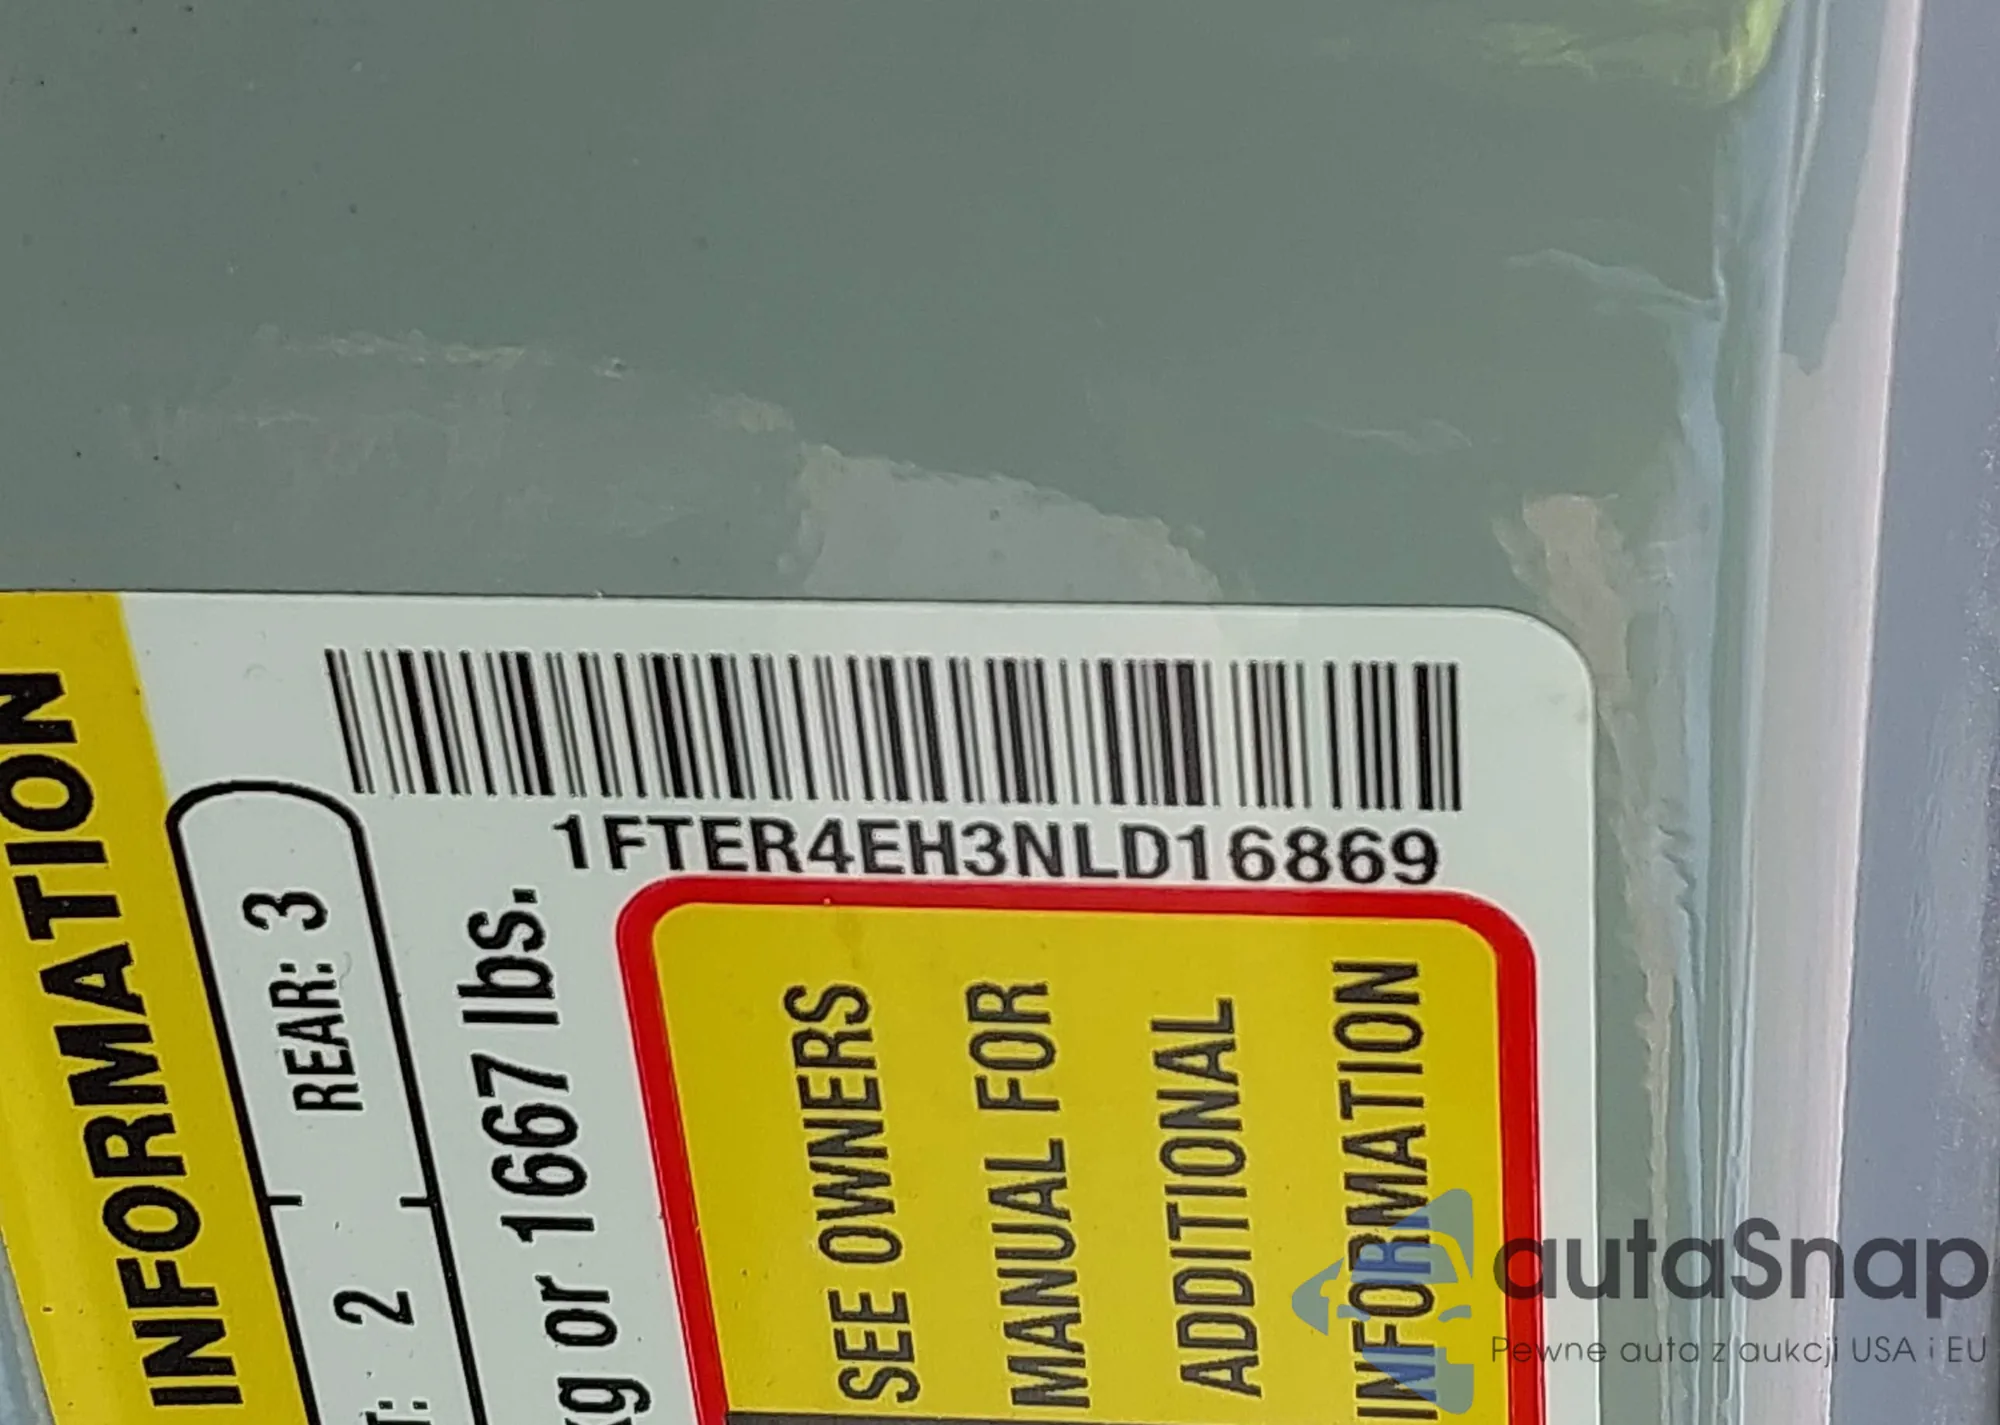 INFORMATION
REAR: 3
2
kg or 1667 lbs.
1FTER4EH3NLD16869
SEE OWNERS
MANUAL FOR
ADDITIONAL
INFORMATION
autaSnap
Pewne auta z aukcji USA i EU